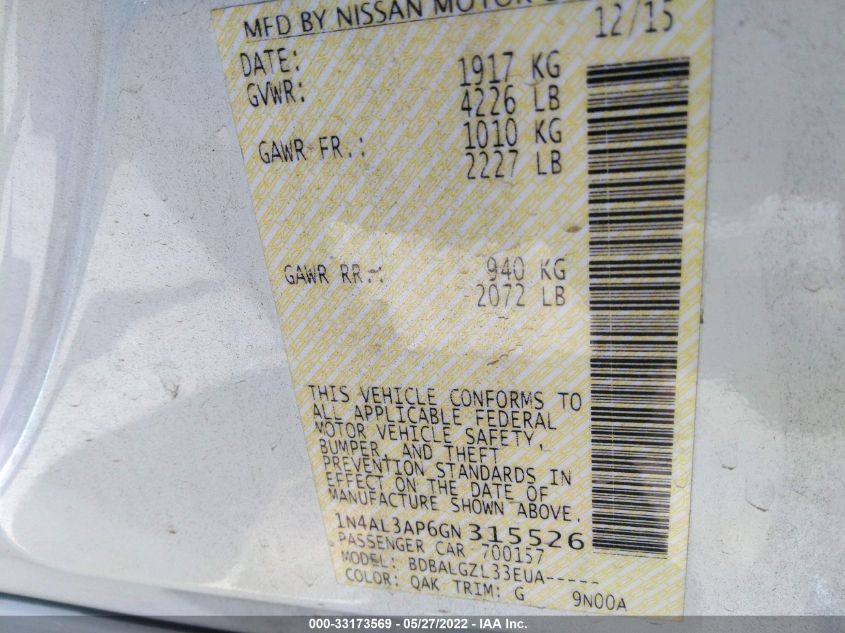 MFD BY NISSAN MOTOR
DATE: 12/15
GVWR: 1917 KG
4226 LB
GAWR FR.: 1010 KG
2227 LB
GAWR RR.: 940 KG
2072 LB
THIS VEHICLE CONFORMS TO
ALL APPLICABLE FEDERAL
MOTOR VEHICLE SAFETY,
BUMPER, AND THEFT
PREVENTION STANDARDS IN
EFFECT ON THE DATE OF
MANUFACTURE SHOWN ABOVE.
1N4AL3AP6GN315526
PASSENGER CAR 700157
MODEL: BDBALGZL33EUA-----
COLOR: QAK TRIM: G 9N00A
000-33173569 - 05/27/2022 - IAA Inc.